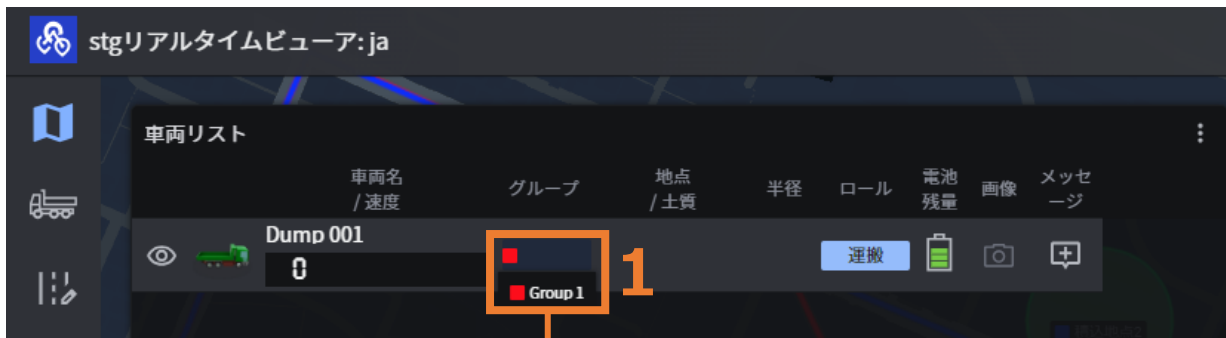 stgリアルタイムビューア: ja
車両リスト
車両名
/ 速度
グループ
地点
/ 土質
半径
ロール
電池
残量
画像
メッセ
ージ
Dump 001
0
運搬
Group 1
1